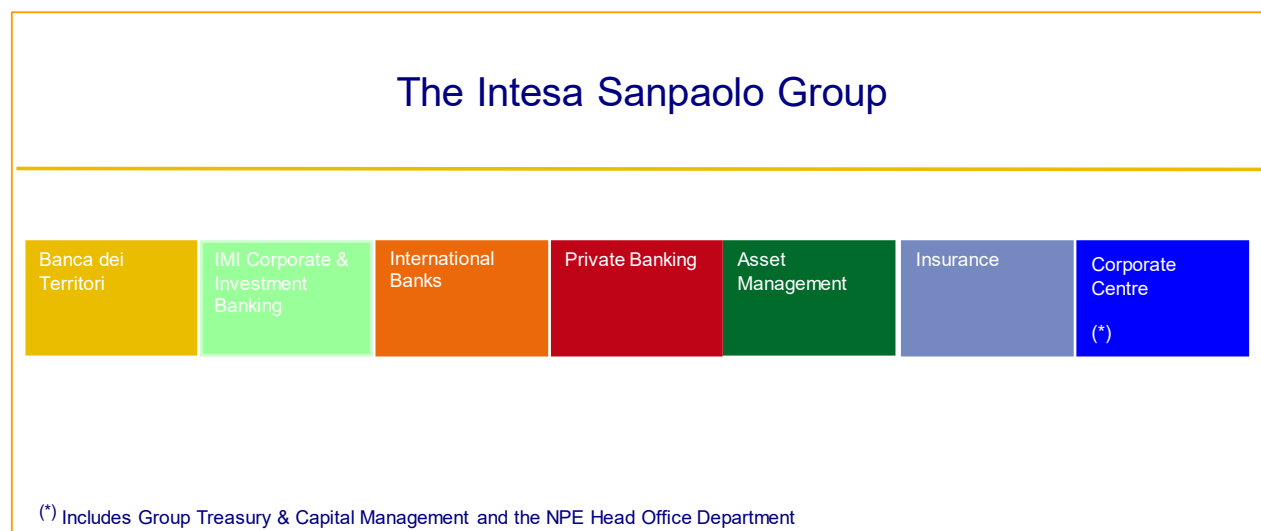 The Intesa Sanpaolo Group
Banca dei
Territori
IMI Corporate &
Investment
Banking
International
Banks
Private Banking
Asset
Management
Insurance
Corporate
Centre
(*)
(*) Includes Group Treasury & Capital Management and the NPE Head Office Department